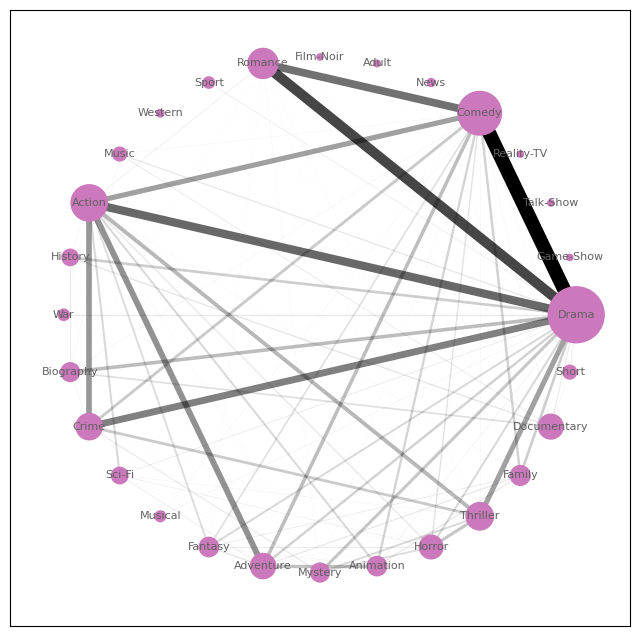 Film-Noir
Romance
Adult
Sport
News
Western
Comedy
Music
Reality-TV
Action
Talk-Show
History
Game-Show
War
Drama
Biography
Short
Crime
Documentary
Sci-Fi
Family
Musical
Thriller
Fantasy
Horror
Adventure
Mystery
Animation